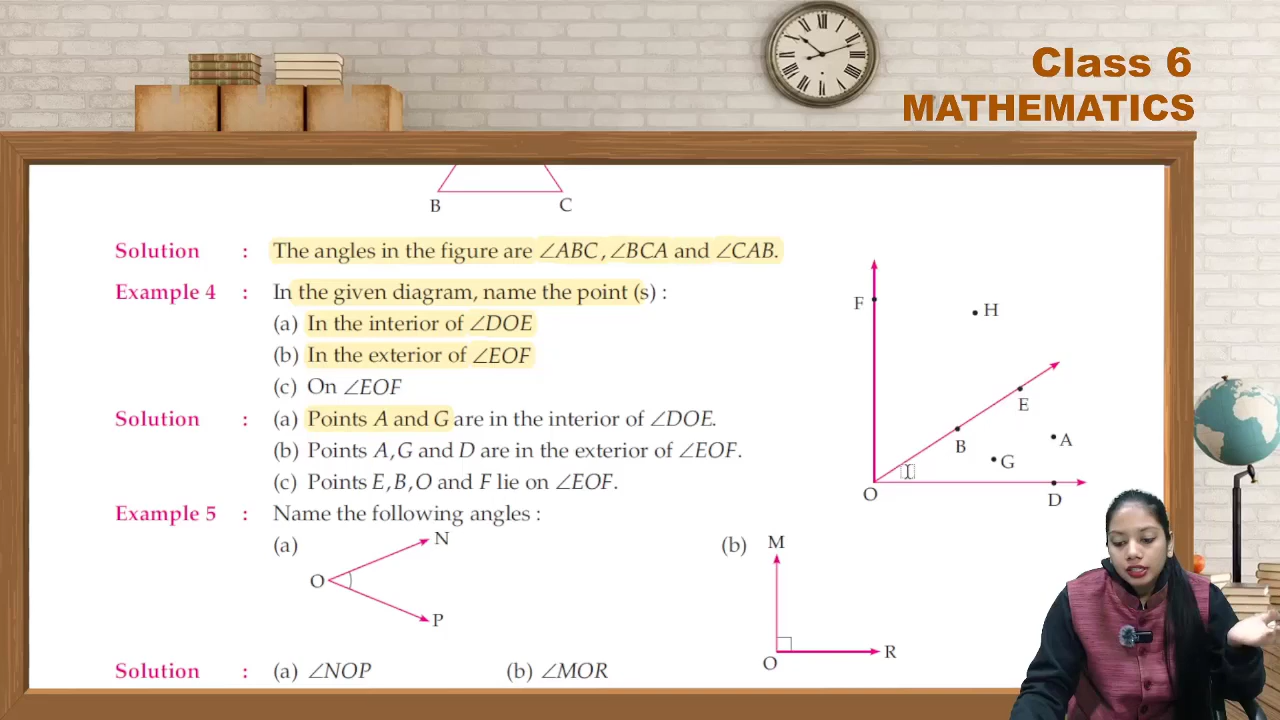 Class 6
MATHEMATICS
B C
Solution : The angles in the figure are ∠ABC, ∠BCA and ∠CAB.
Example 4 : In the given diagram, name the point (s) :
(a) In the interior of ∠DOE
(b) In the exterior of ∠EOF
(c) On ∠EOF
Solution : (a) Points A and G are in the interior of ∠DOE.
(b) Points A, G and D are in the exterior of ∠EOF.
(c) Points E, B, O and F lie on ∠EOF.
F
H
E
B
A
G
O
D
Example 5 : Name the following angles :
(a)
N
O
P
(b)
M
O
R
Solution : (a) ∠NOP (b) ∠MOR